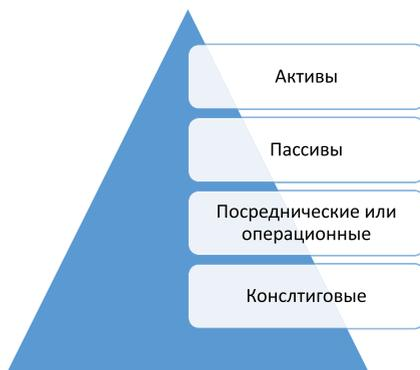 Активы
Пассивы
Посреднические или
операционные
Конслтиговые